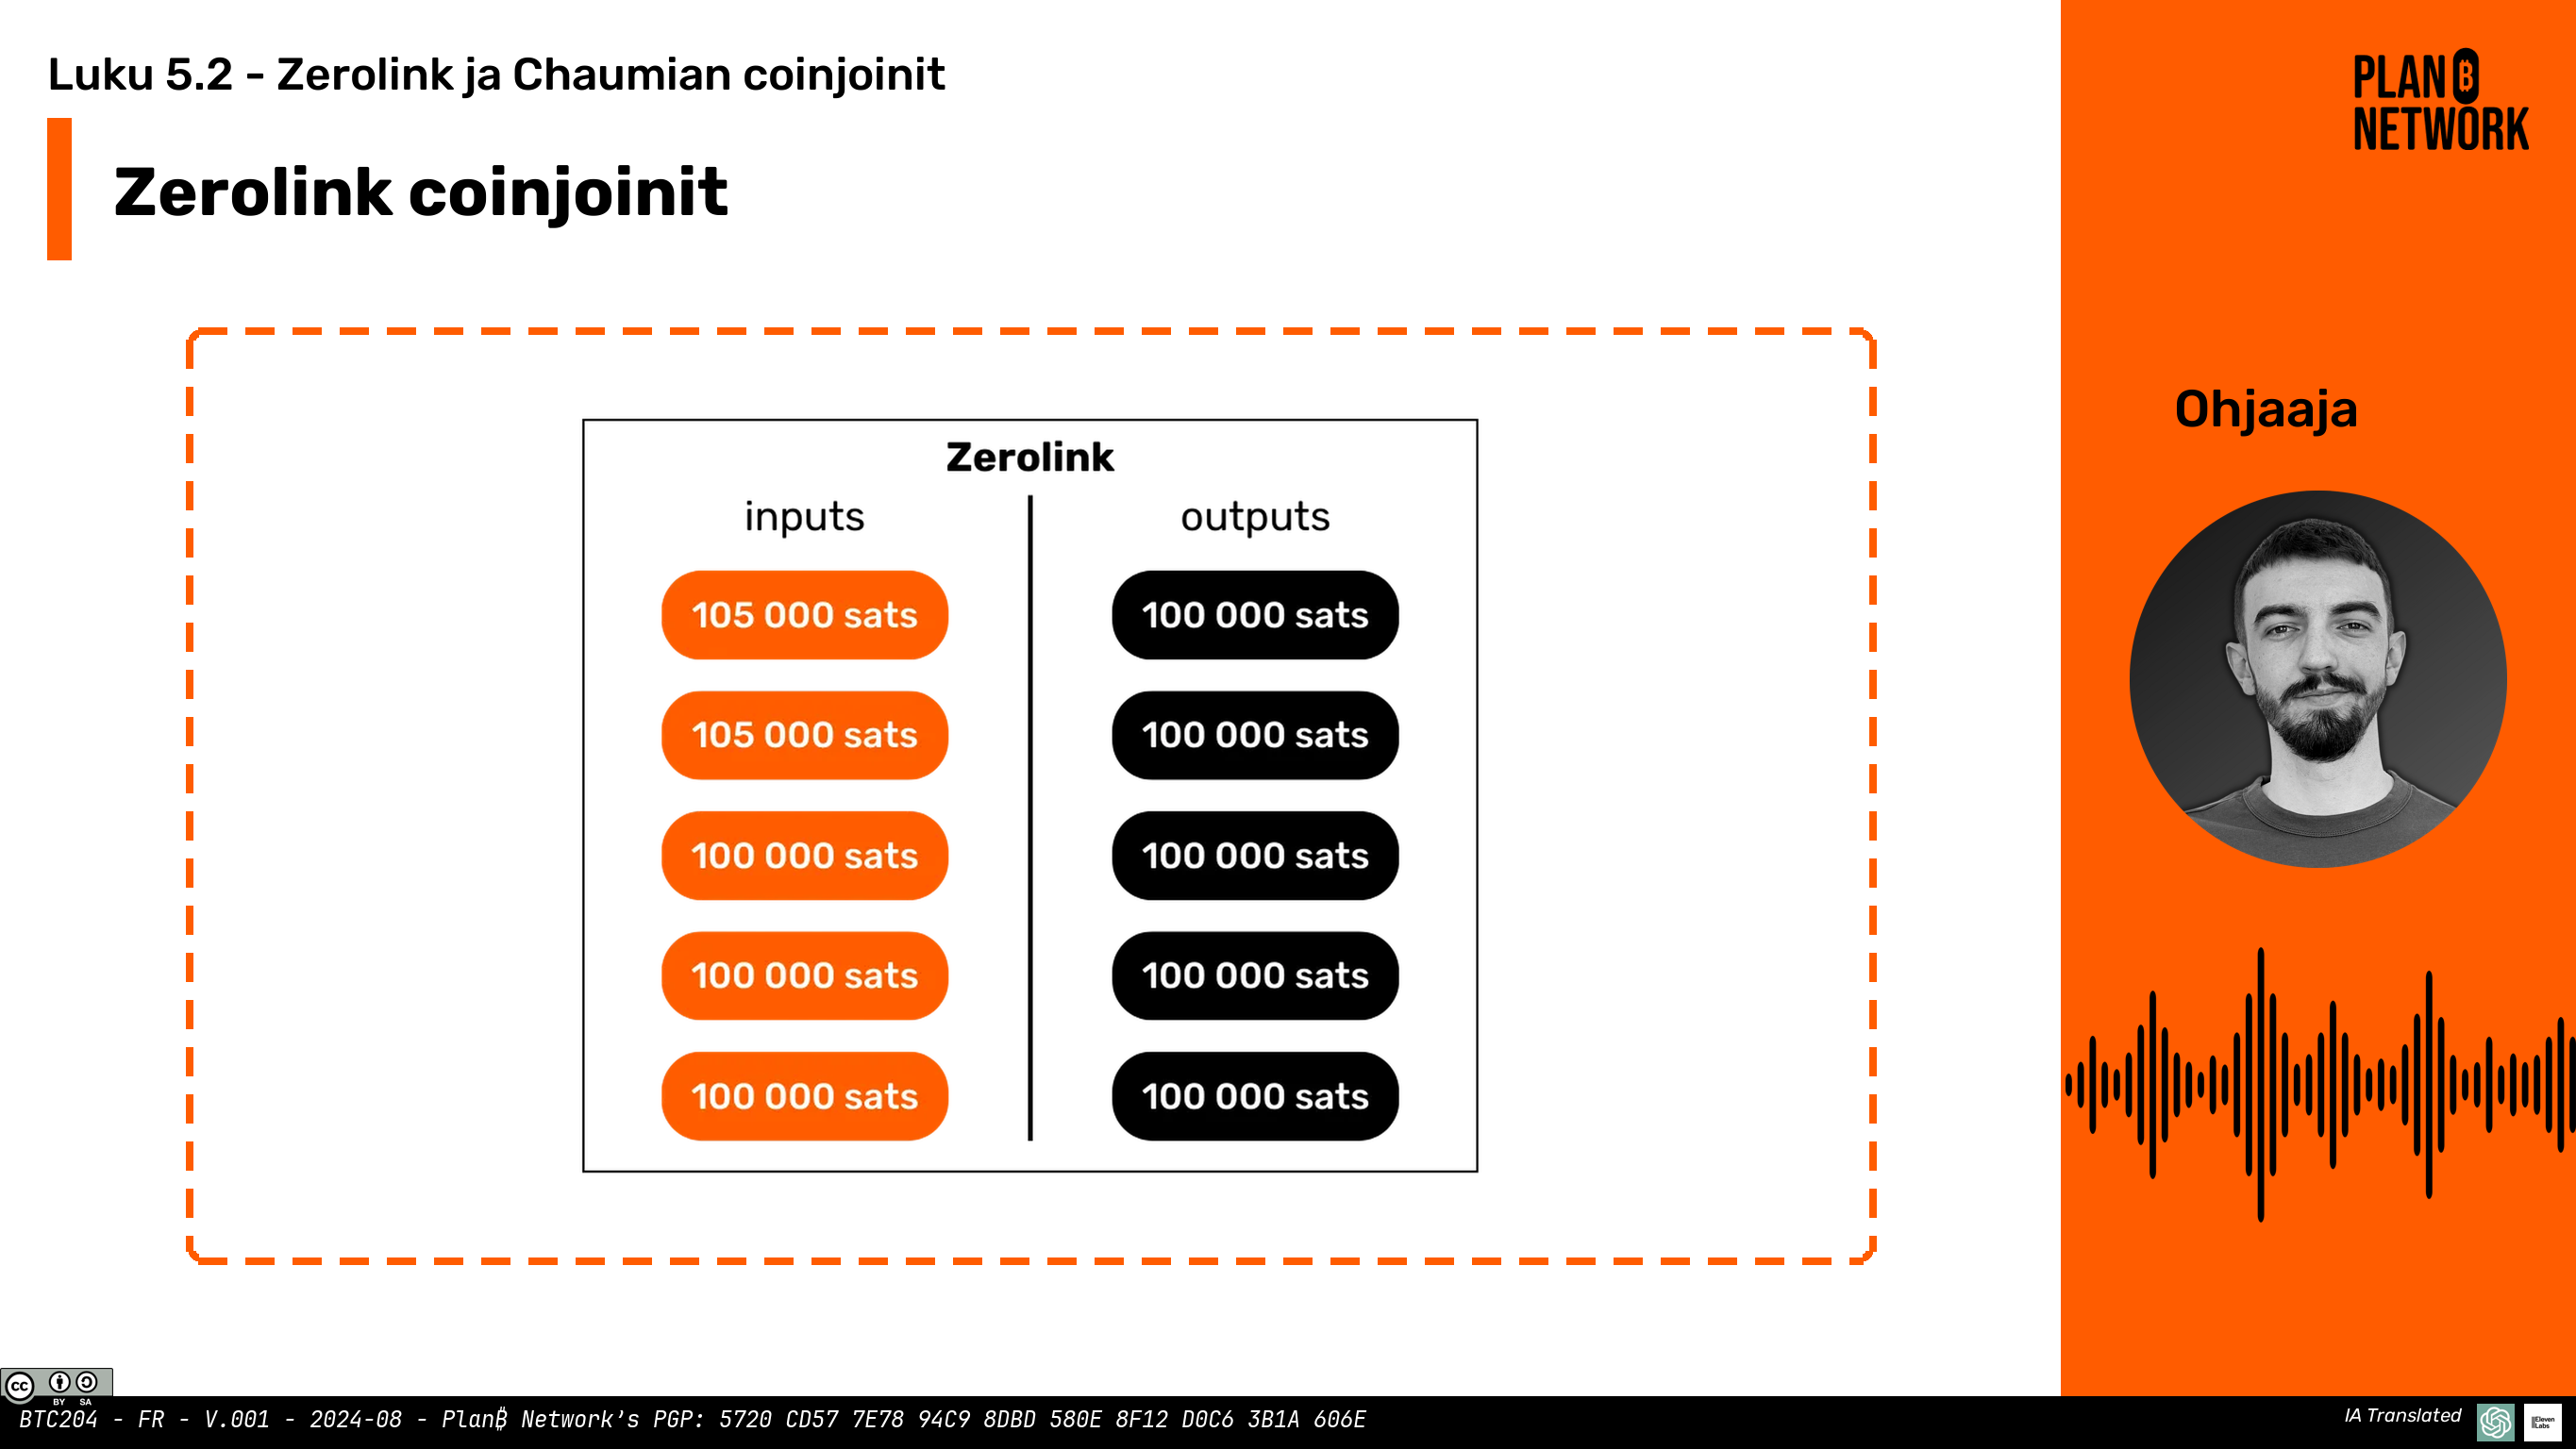 Luku 5.2 - Zerolink ja Chaumian coinjoinit
Zerolink coinjoinit
PLAN ₿
NETWORK
Ohjaaja
Zerolink
inputs
outputs
105 000 sats
100 000 sats
105 000 sats
100 000 sats
100 000 sats
100 000 sats
100 000 sats
100 000 sats
100 000 sats
100 000 sats
cc
BY SA
BTC204 - FR - V.001 - 2024-08 - Plan₿ Network's PGP: 5720 CD57 7E78 94C9 8DBD 580E 8F12 D0C6 3B1A 606E
IA Translated
IIEleven
Labs